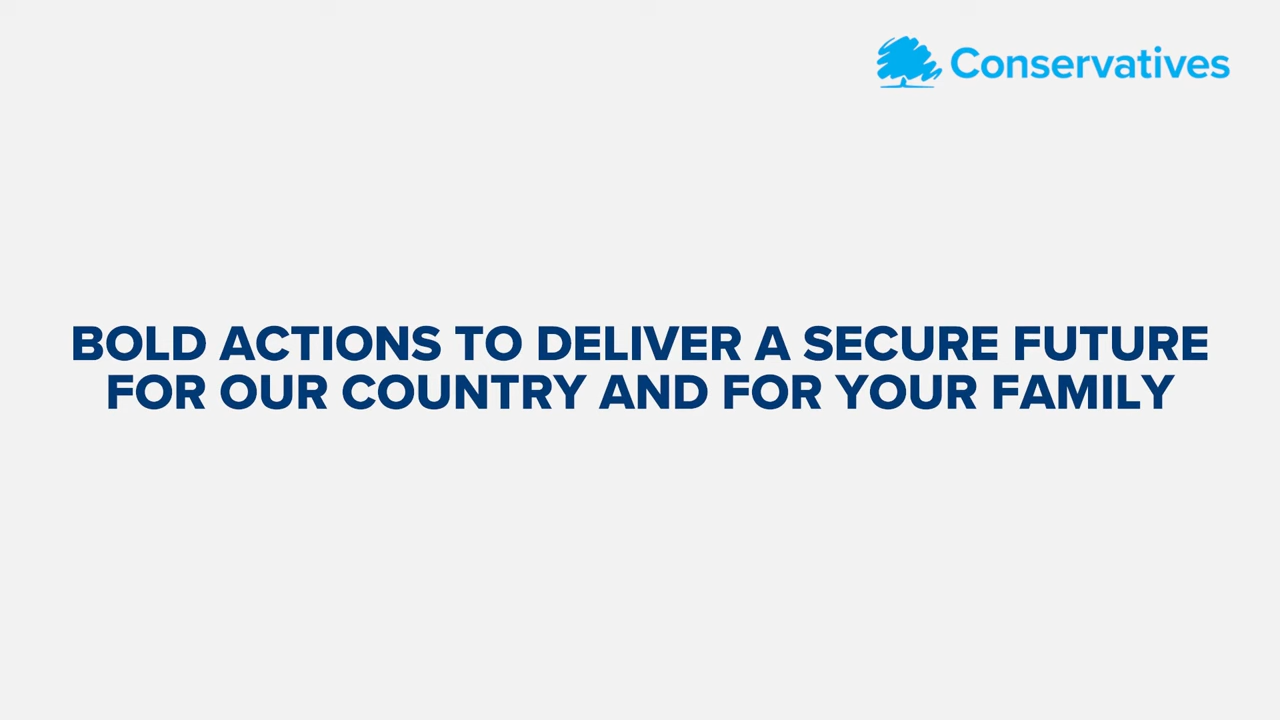 Conservatives
BOLD ACTIONS TO DELIVER A SECURE FUTURE
FOR OUR COUNTRY AND FOR YOUR FAMILY